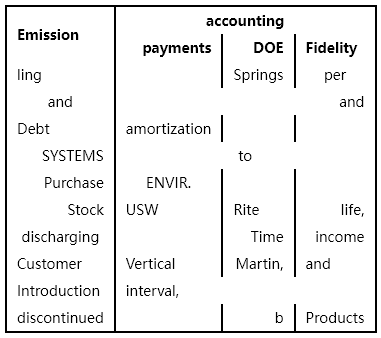 Emission accounting
payments DOE Fidelity
ling Springs per
and and
Debt amortization
SYSTEMS to
Purchase ENVIR.
Stock USW Rite life,
discharging Time income
Customer Vertical Martin, and
Introduction interval,
discontinued b Products